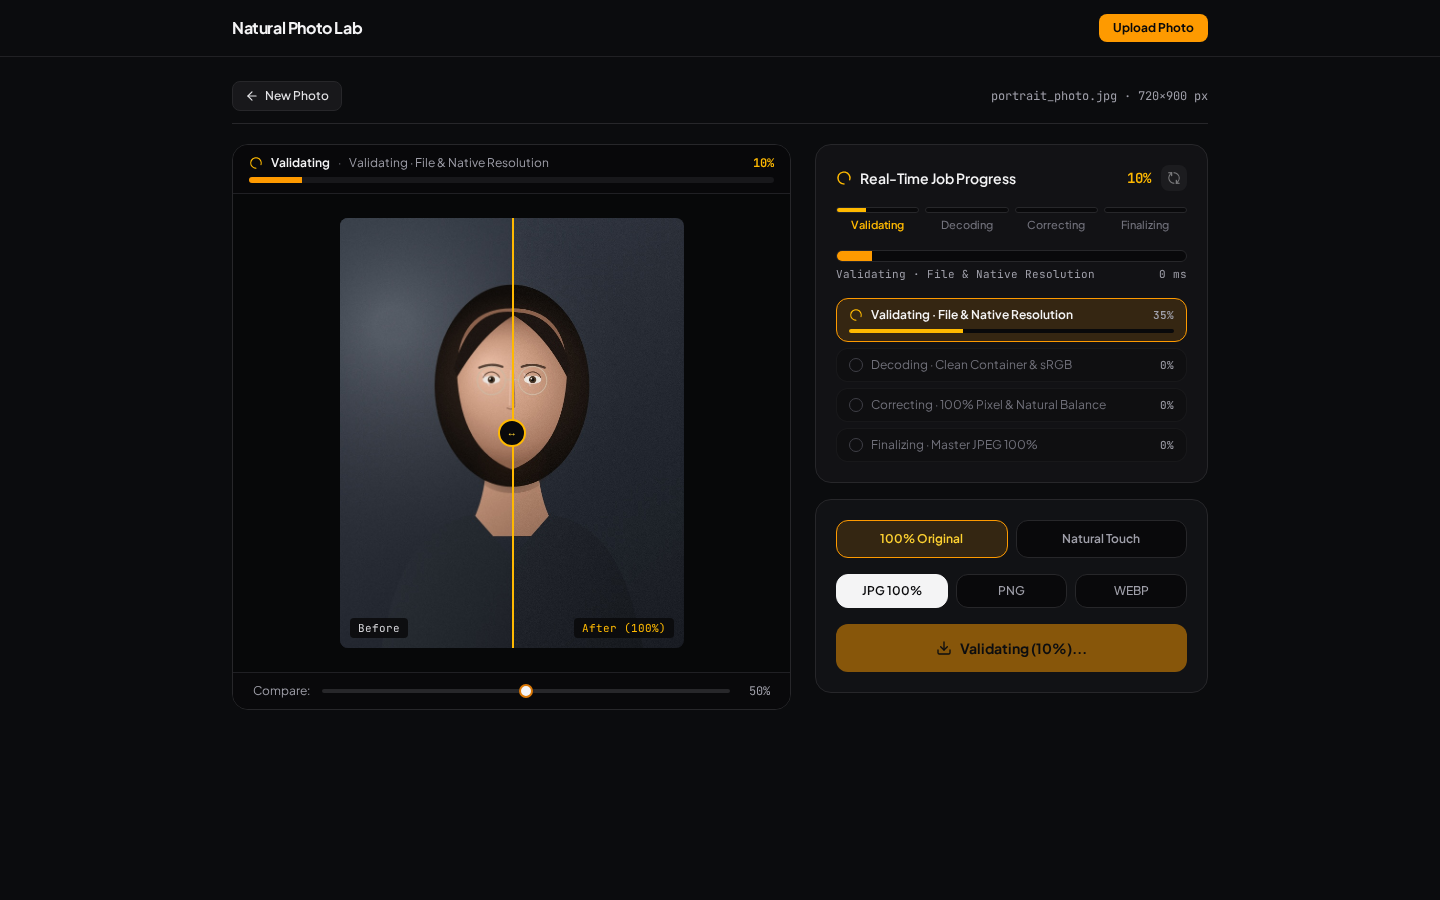 Natural Photo Lab
Upload Photo
New Photo
portrait_photo.jpg · 720×900 px
Validating · Validating · File & Native Resolution
10%
Before
After (100%)
Compare:
50%
Real-Time Job Progress
10%
Validating
Decoding
Correcting
Finalizing
Validating · File & Native Resolution
0 ms
Validating · File & Native Resolution
35%
Decoding · Clean Container & sRGB
0%
Correcting · 100% Pixel & Natural Balance
0%
Finalizing · Master JPEG 100%
0%
100% Original
Natural Touch
JPG 100%
PNG
WEBP
Validating (10%)...